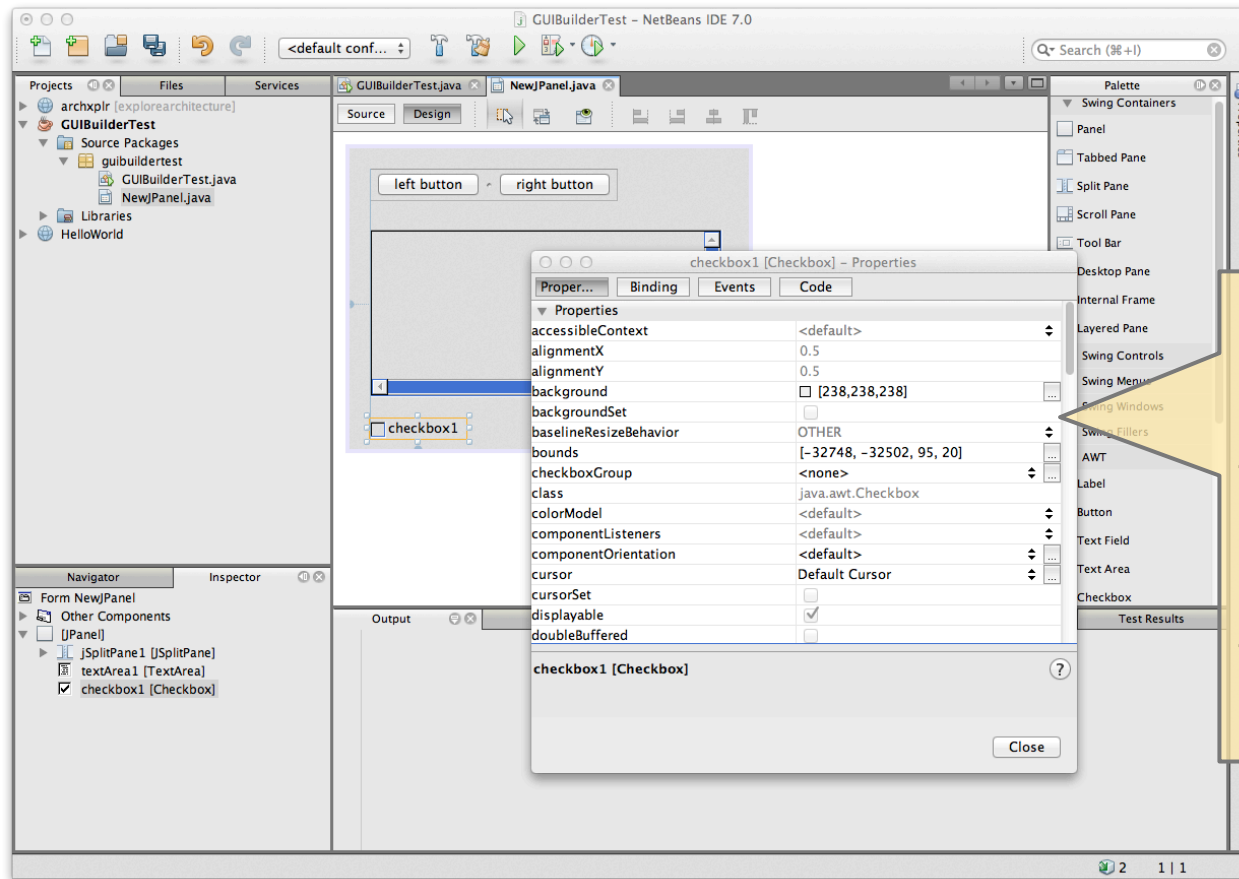 GUIBuilderTest – NetBeans IDE 7.0
<default conf...
Search (⌘+I)
Projects
Files
Services
archxplr [explorearchitecture]
GUIBuilderTest
Source Packages
guibuildertest
GUIBuilderTest.java
NewJPanel.java
Libraries
HelloWorld
GUIBuilderTest.java
NewJPanel.java
Source
Design
left button
right button
checkbox1
checkbox1 [Checkbox] – Properties
Proper...
Binding
Events
Code
Properties
accessibleContext <default>
alignmentX 0.5
alignmentY 0.5
background [238,238,238] ...
backgroundSet
baselineResizeBehavior OTHER
bounds [-32748, -32502, 95, 20] ...
checkboxGroup <none> ...
class java.awt.Checkbox
colorModel <default>
componentListeners <default>
componentOrientation <default> ...
cursor Default Cursor ...
cursorSet
displayable
doubleBuffered
checkbox1 [Checkbox]
?
Close
Palette
Swing Containers
Panel
Tabbed Pane
Split Pane
Scroll Pane
Tool Bar
Desktop Pane
Internal Frame
Layered Pane
Swing Controls
Swing Menus
Swing Windows
Swing Fillers
AWT
Label
Button
Text Field
Text Area
Checkbox
Navigator
Inspector
Form NewJPanel
Other Components
[JPanel]
jSplitPane1 [JSplitPane]
textArea1 [TextArea]
checkbox1 [Checkbox]
Output
Test Results
2
1 | 1